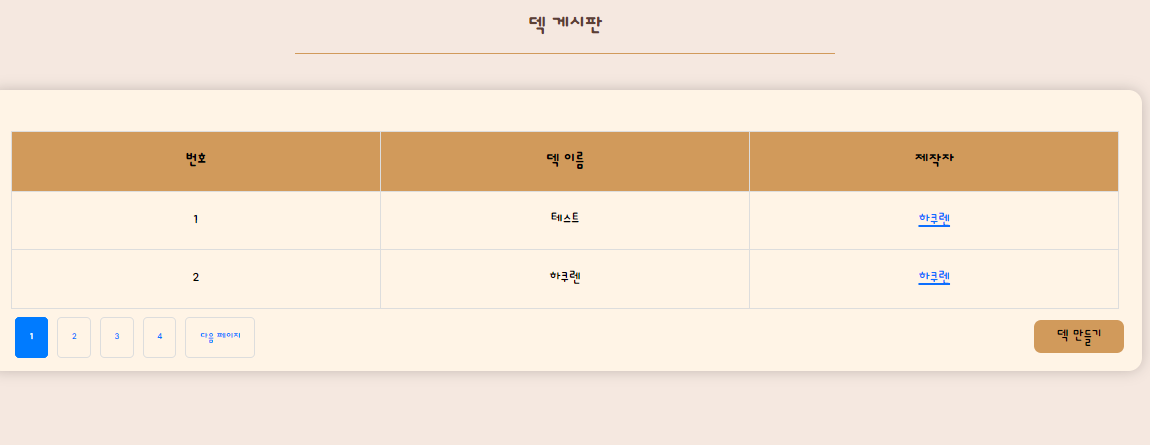 덱 게시판
번호 덱 이름 제작자
1 테스트 하쿠렌
2 하쿠렌 하쿠렌
1 2 3 4 다음 페이지 덱 만들기